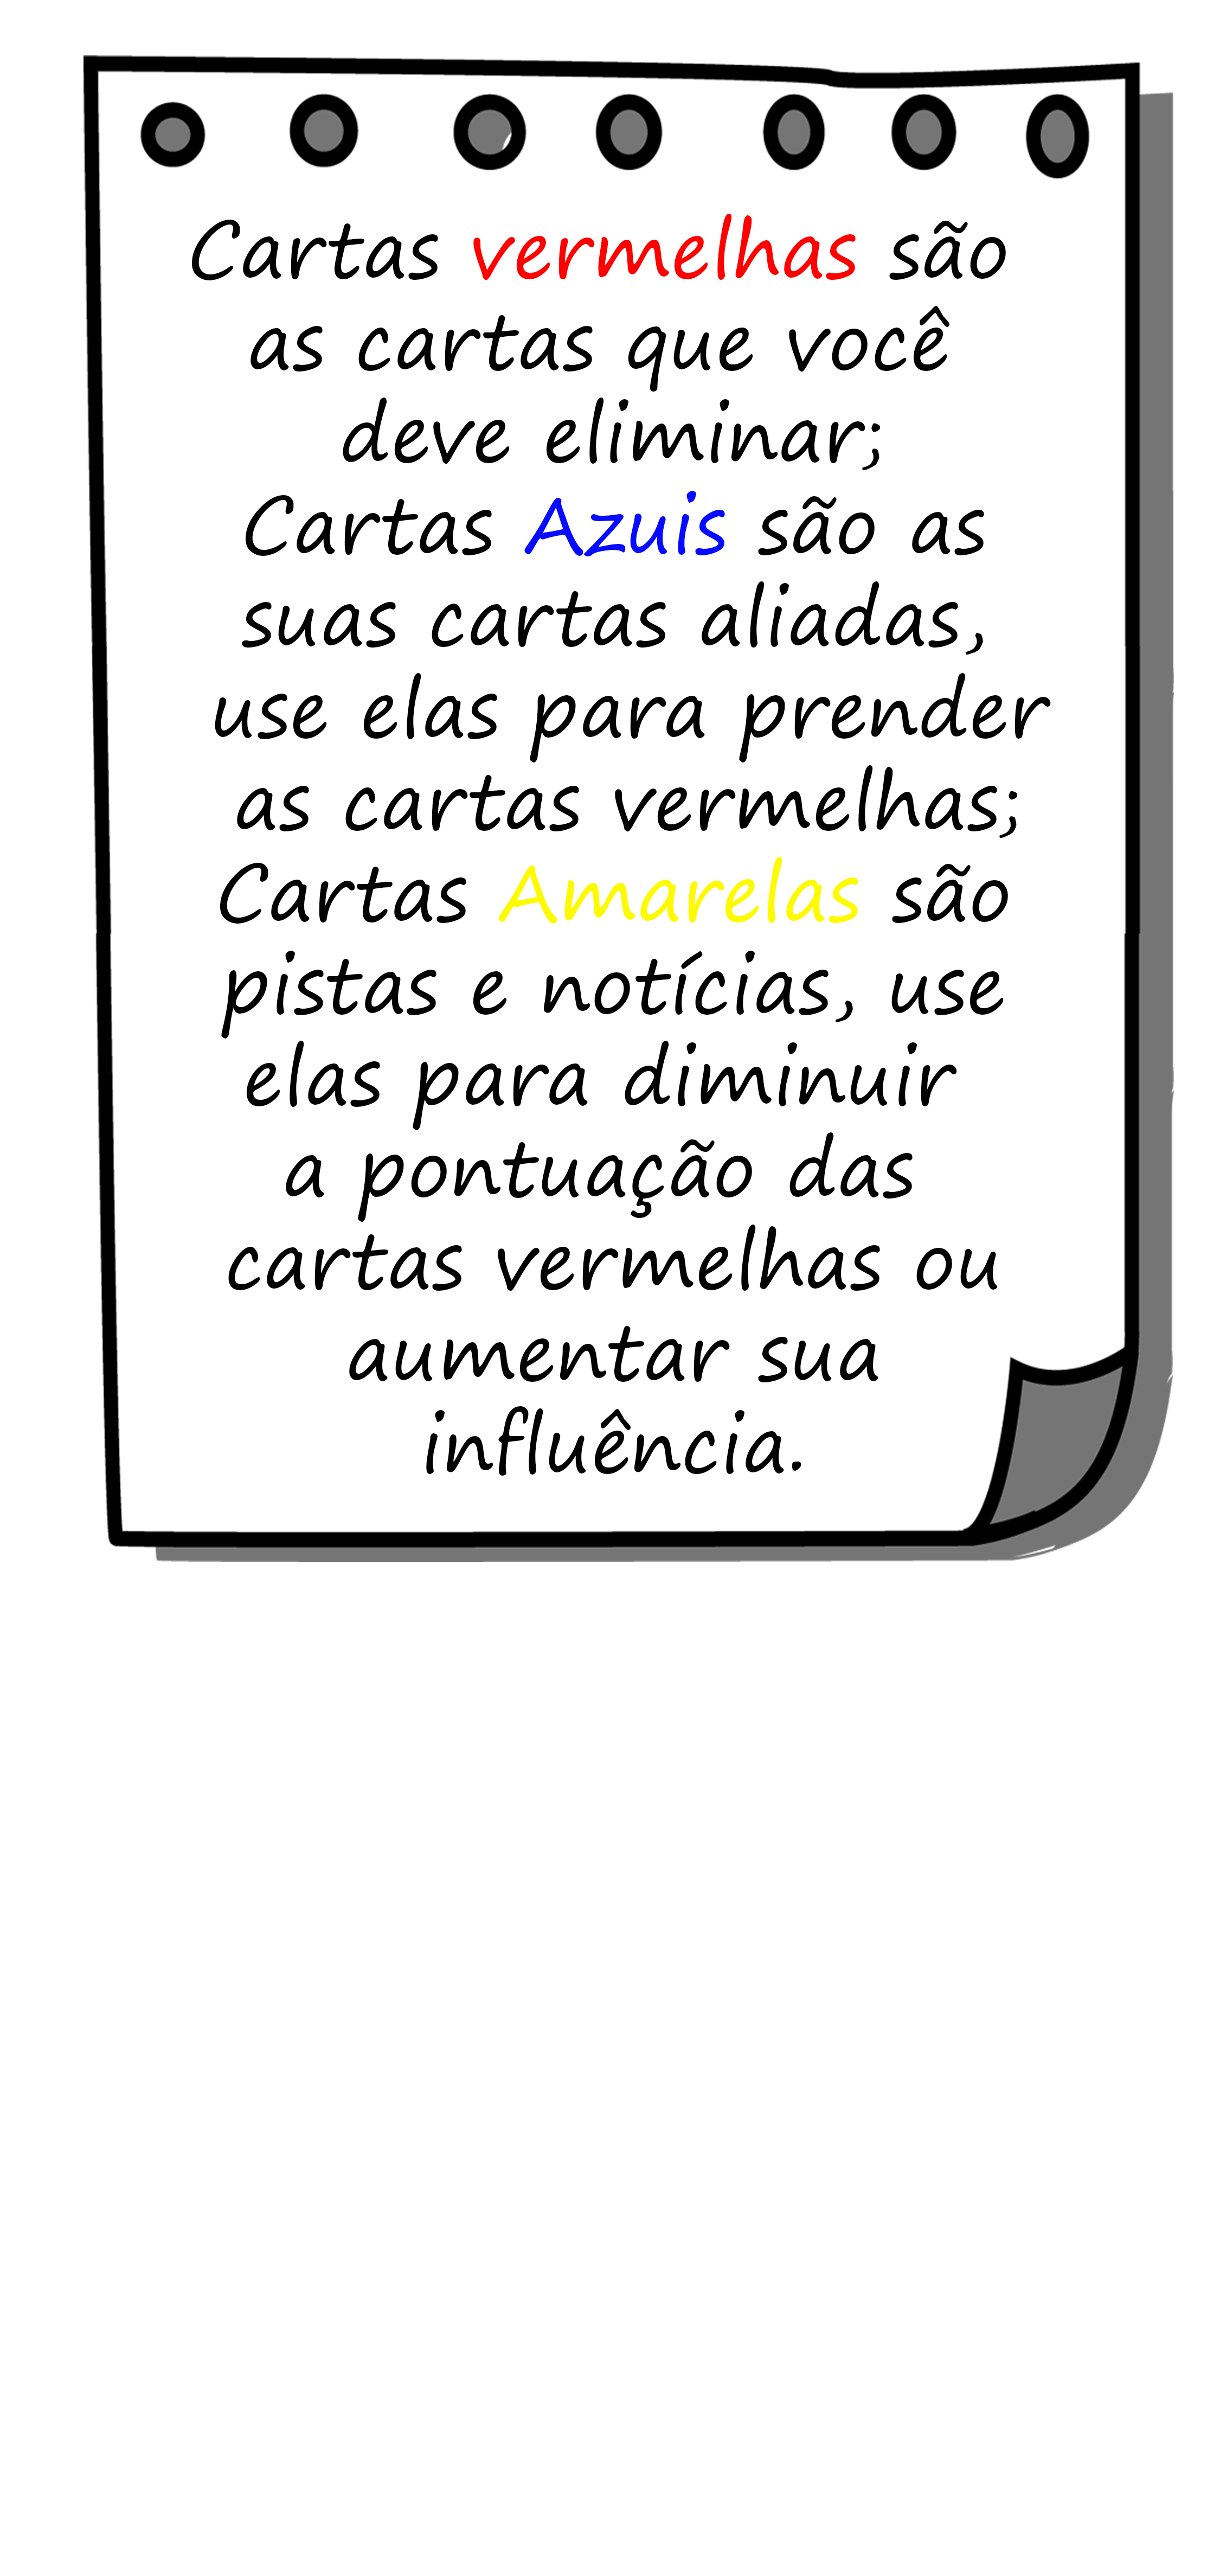 Cartas vermelhas são
as cartas que você
deve eliminar;
Cartas Azuis são as
suas cartas aliadas,
use elas para prender
as cartas vermelhas;
Cartas Amarelas são
pistas e notícias, use
elas para diminuir
a pontuação das
cartas vermelhas ou
aumentar sua
influência.